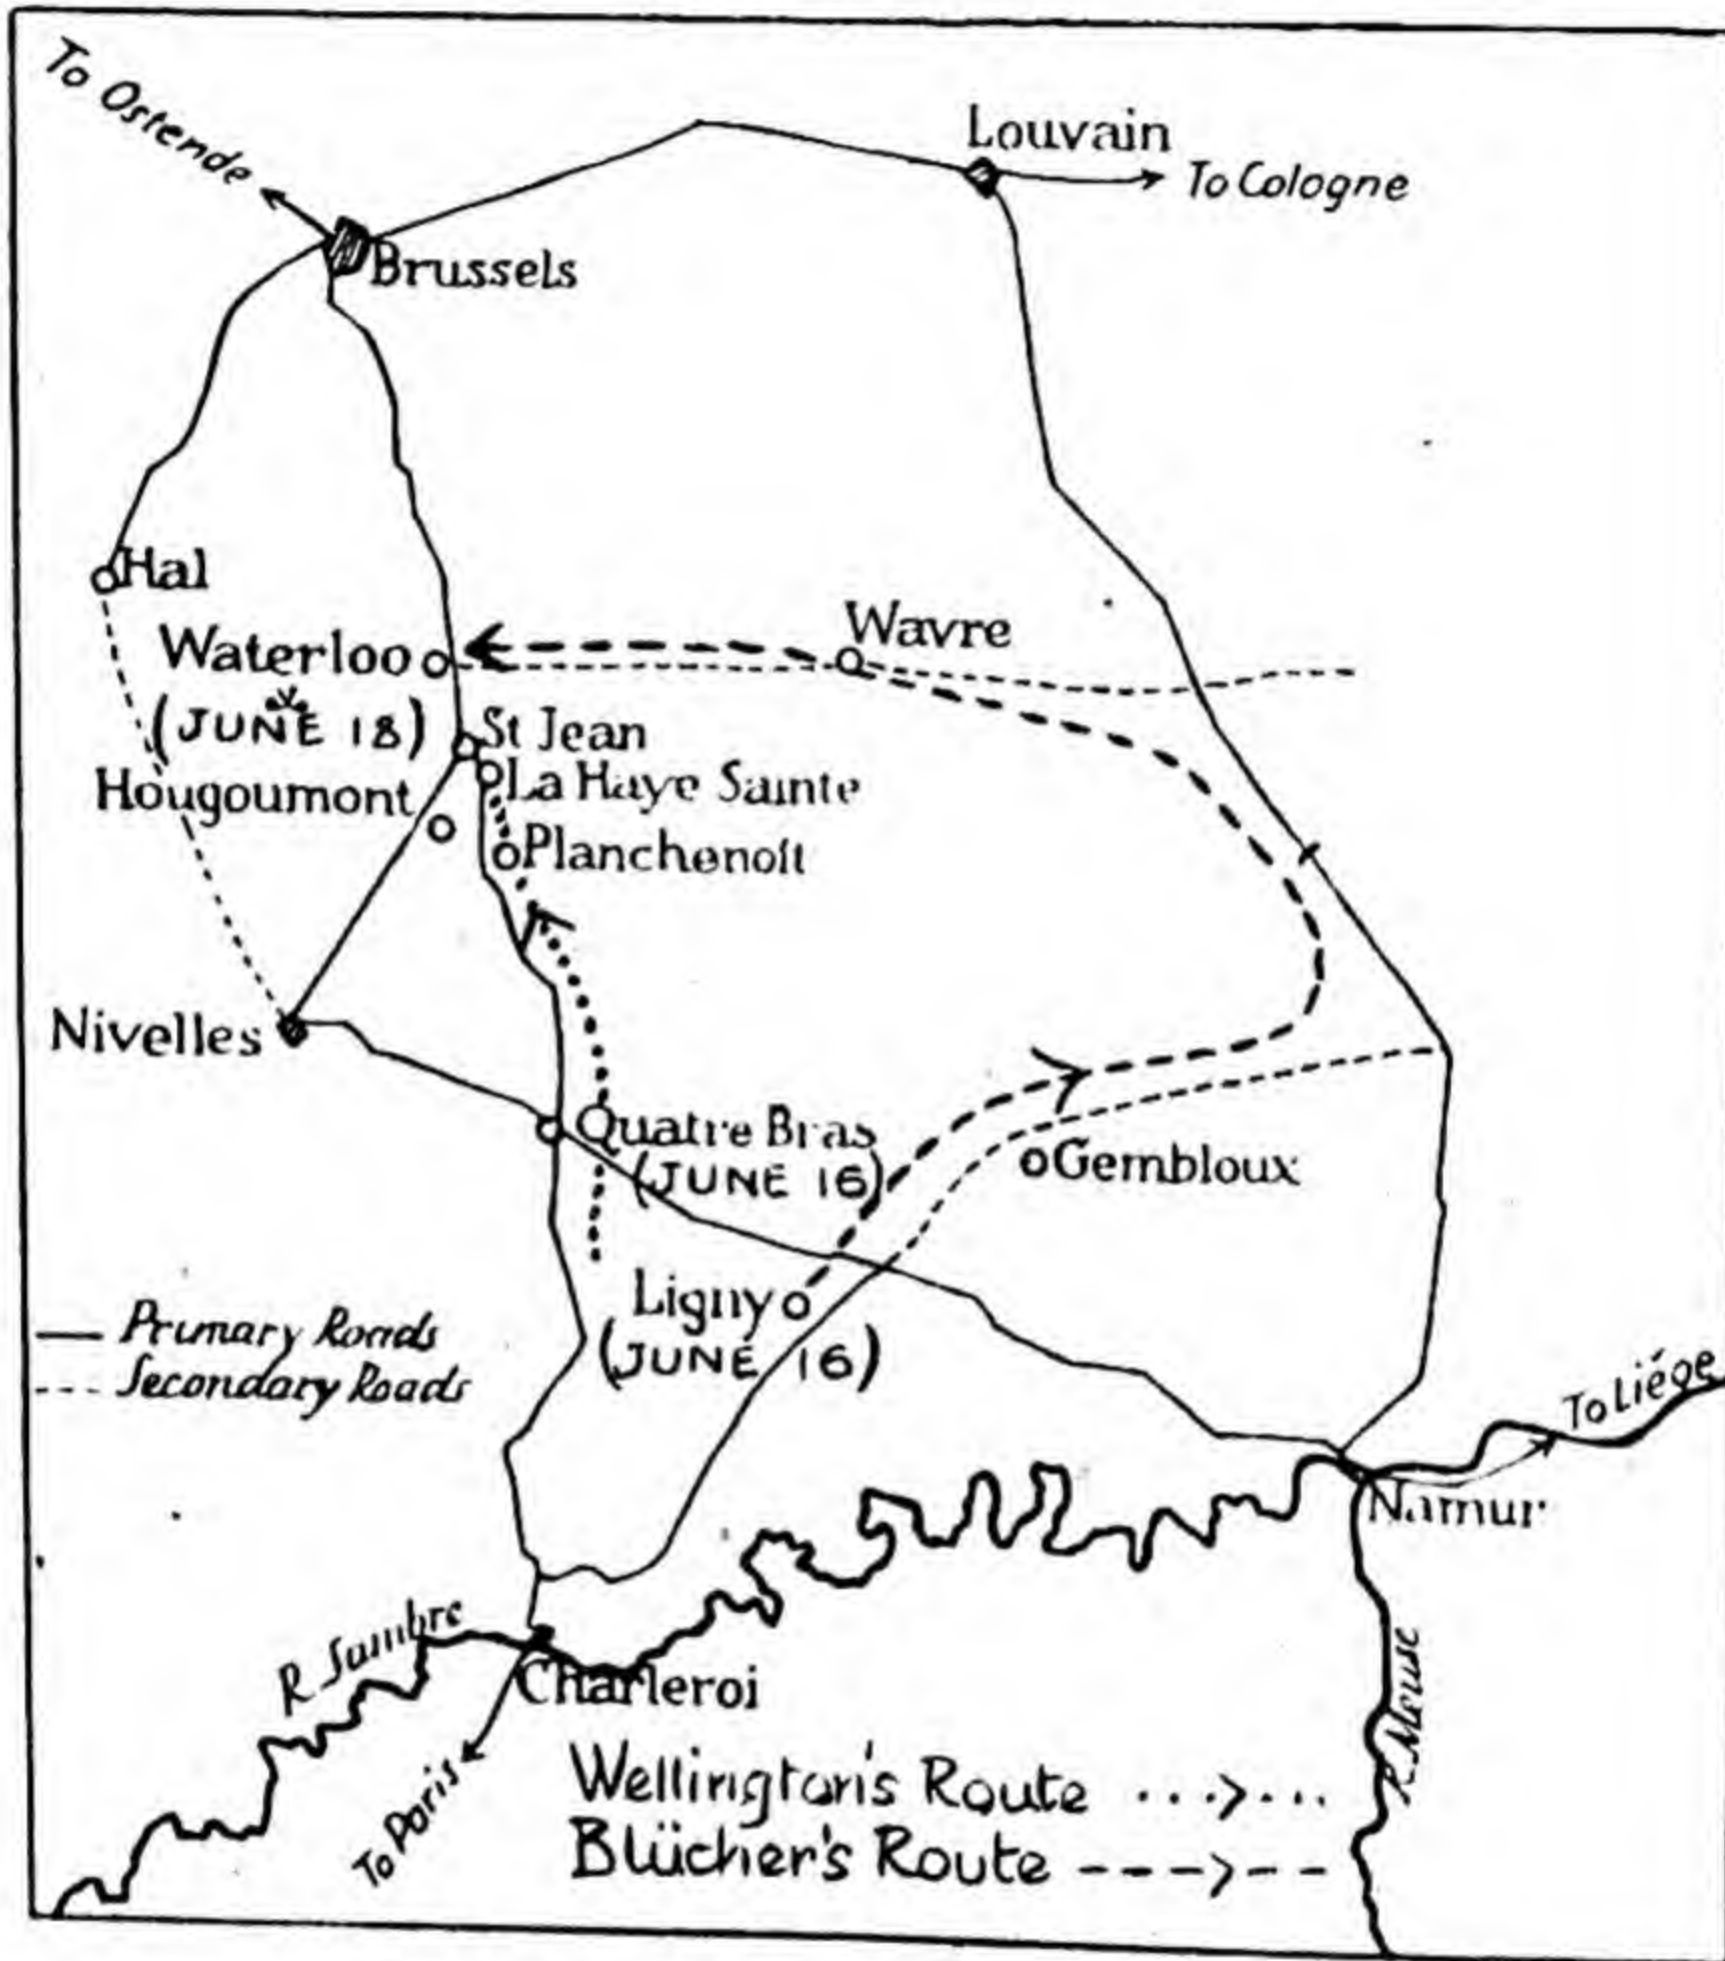 To Ostende
Louvain
To Cologne
Brussels
Hal
Wavre
Waterloo
(JUNE 18)
St Jean
La Haye Sainte
Hougoumont
Planchenoit
Nivelles
Quatre Bras
(JUNE 16)
Gembloux
Ligny
(JUNE 16)
Primary Roads
Secondary Roads
To Liége
Namur
R. Sambre
Charleroi
R. Meuse
To Paris
Wellington's Route
Blücher's Route